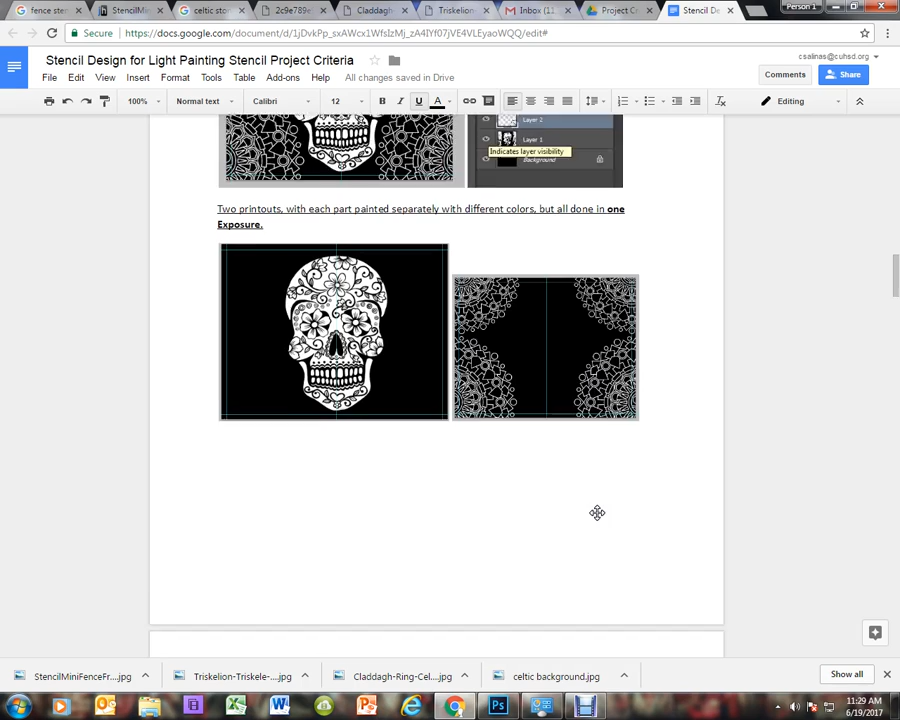 fence sten
StencilMin
celtic sto
2c9e789e
Claddagh
Triskelion
Inbox (11
Project C
Stencil De
Person 1
Secure
https://docs.google.com/document/d/1jDvkPp_sxAWcx1WfsIzMj_zA4IYf07jVE4VLEyaoWQQ/edit#
Stencil Design for Light Painting Stencil Project Criteria
csalinas@cuhsd.org
File Edit View Insert Format Tools Table Add-ons Help All changes saved in Drive
Comments
Share
100% Normal text Calibri 12 B I U A Editing
Layer 2
Layer 1
Indicates layer visibility
Background
Two printouts, with each part painted separately with different colors, but all done in one
Exposure.
StencilMiniFenceFr....jpg
Triskelion-Triskele-....jpg
Claddagh-Ring-Cel....jpg
celtic background.jpg
Show all
11:29 AM
6/19/2017